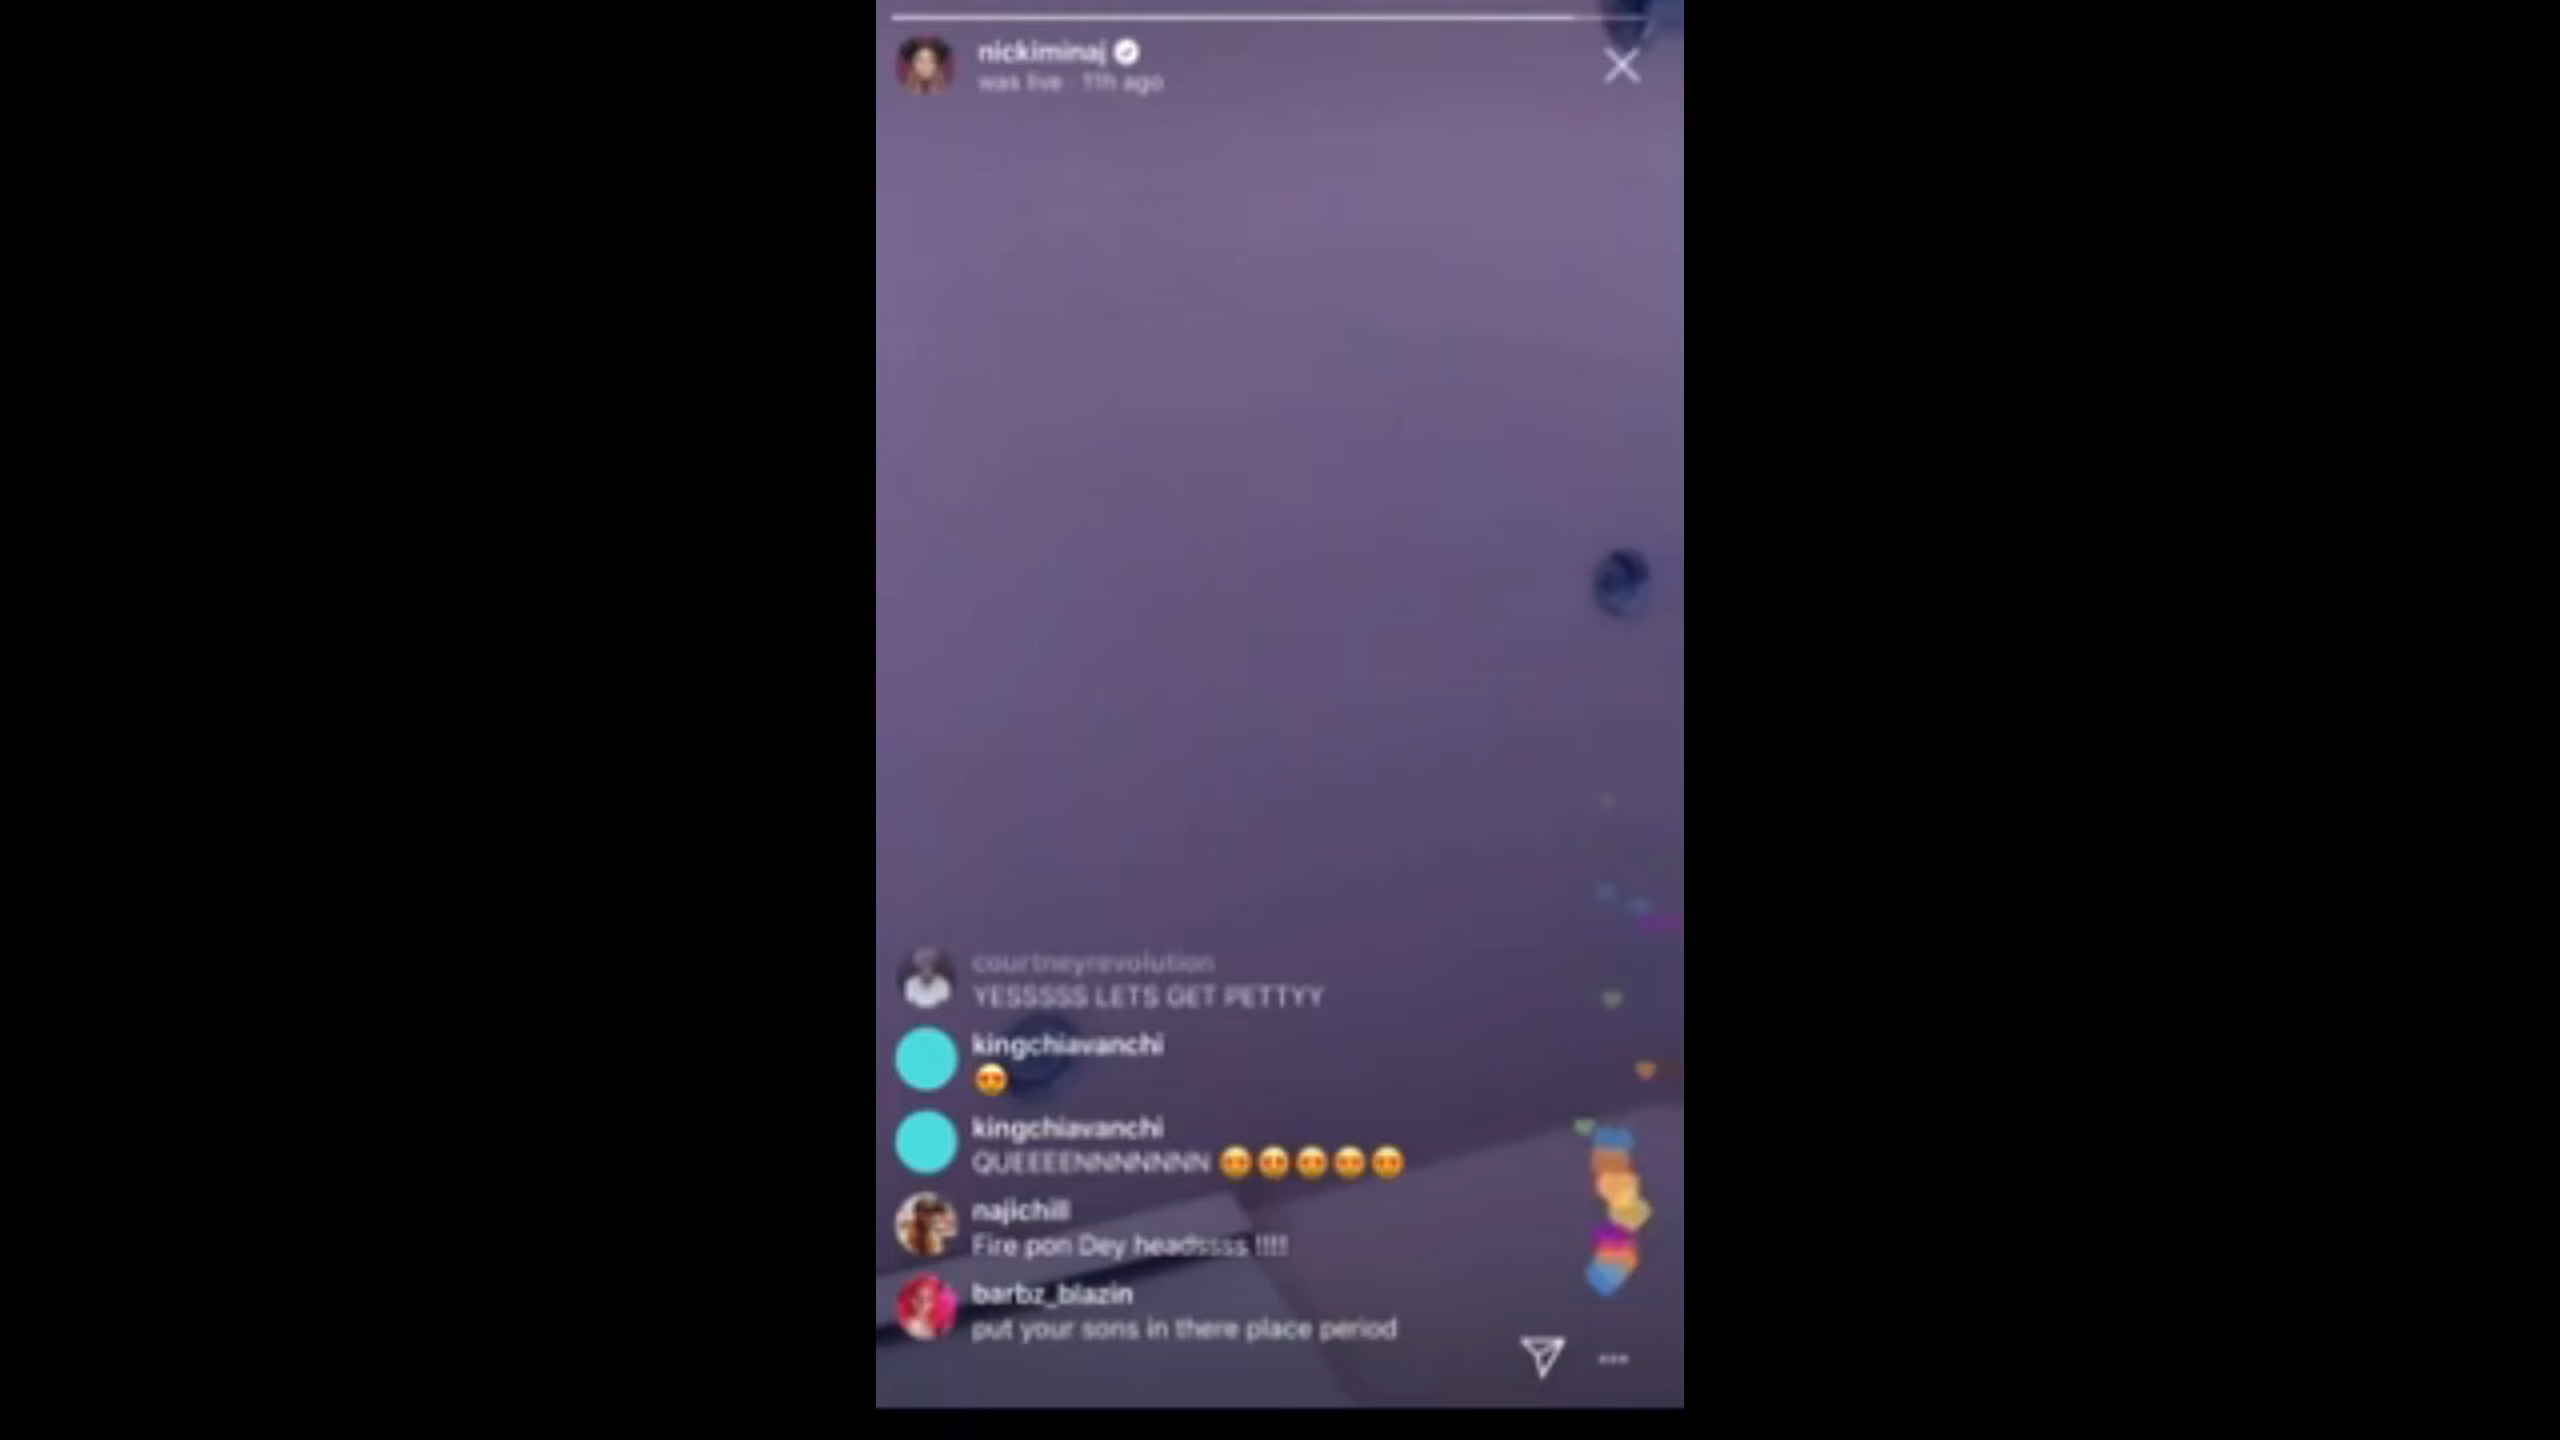 nickiminaj
was live · 11h ago
courtneyrevolution
YESSSSS LETS GET PETTYY
kingchiavanchi
😍
kingchiavanchi
QUEEEENNNNNNN 😍😍😍😍😍
najichill
Fire pon Dey headssss !!!!
barbz_blazin
put your sons in there place period